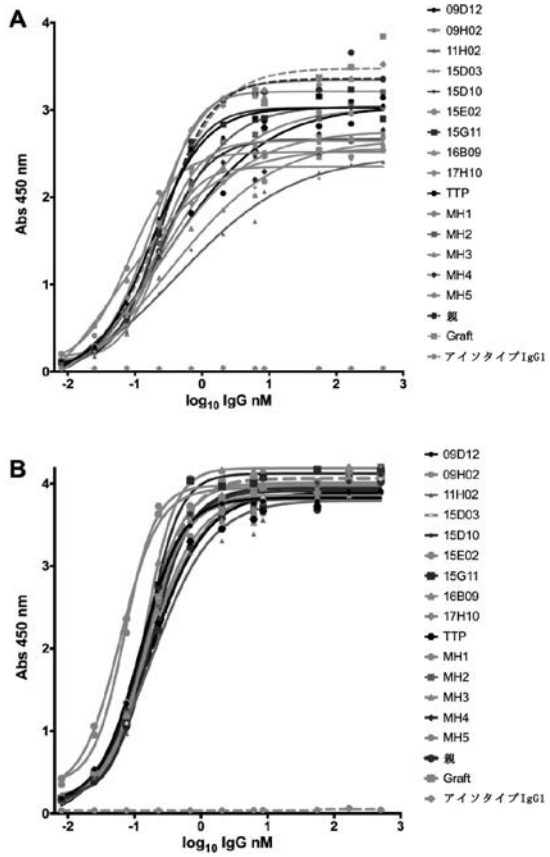 A
Abs 450 nm
4
3
2
1
0
-2
-1
0
1
2
3
log10 IgG nM
09D12
09H02
11H02
15D03
15D10
15E02
15G11
16B09
17H10
TTP
MH1
MH2
MH3
MH4
MH5
親
Graft
アイソタイプIgG1
B
Abs 450 nm
4
3
2
1
0
-2
-1
0
1
2
3
log10 IgG nM
09D12
09H02
11H02
15D03
15D10
15E02
15G11
16B09
17H10
TTP
MH1
MH2
MH3
MH4
MH5
親
Graft
アイソタイプIgG1